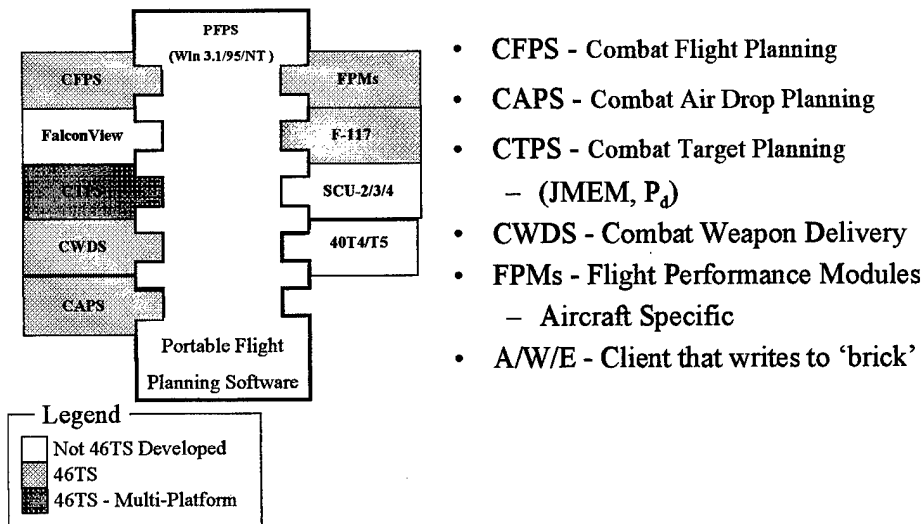 PFPS
(Win 3.1/95/NT )
CFPS
FalconView
CTPS
CWDS
CAPS
FPMs
F-117
SCU-2/3/4
40T4/T5
Portable Flight
Planning Software
Legend
Not 46TS Developed
46TS
46TS - Multi-Platform
• CFPS - Combat Flight Planning
• CAPS - Combat Air Drop Planning
• CTPS - Combat Target Planning
– (JMEM, Pd)
• CWDS - Combat Weapon Delivery
• FPMs - Flight Performance Modules
– Aircraft Specific
• A/W/E - Client that writes to ‘brick’